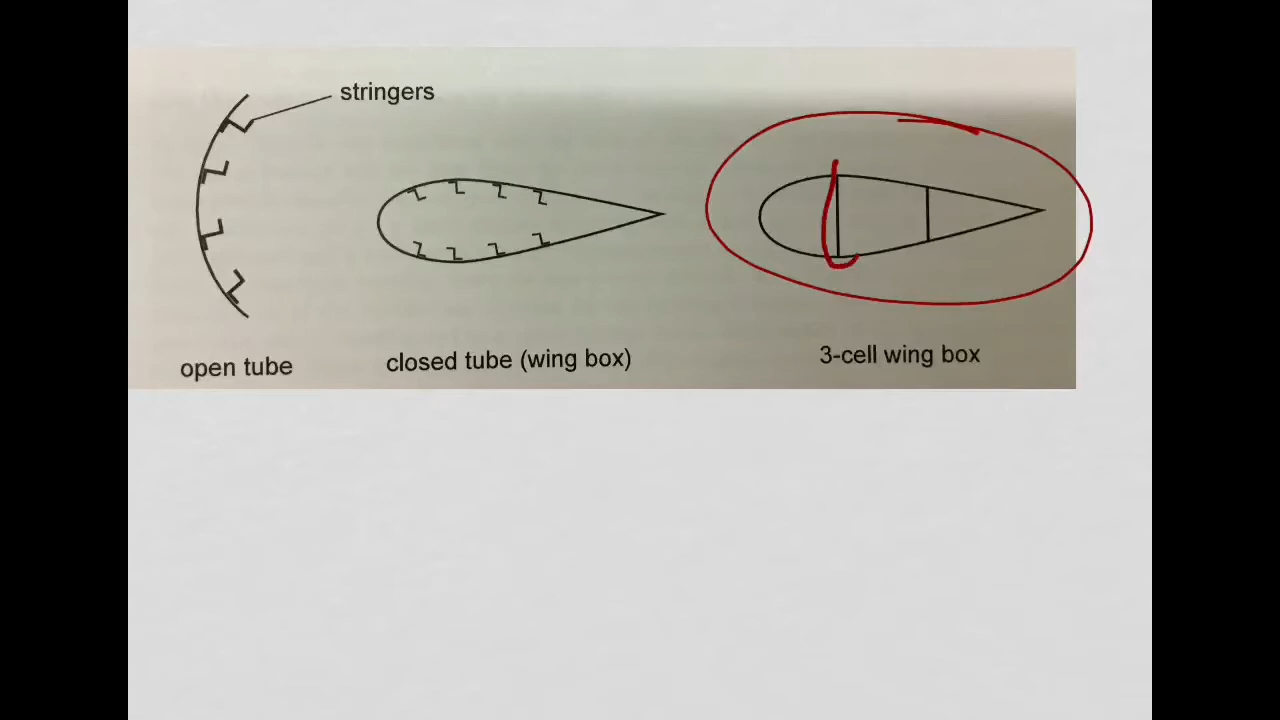 stringers
open tube
closed tube (wing box)
3-cell wing box